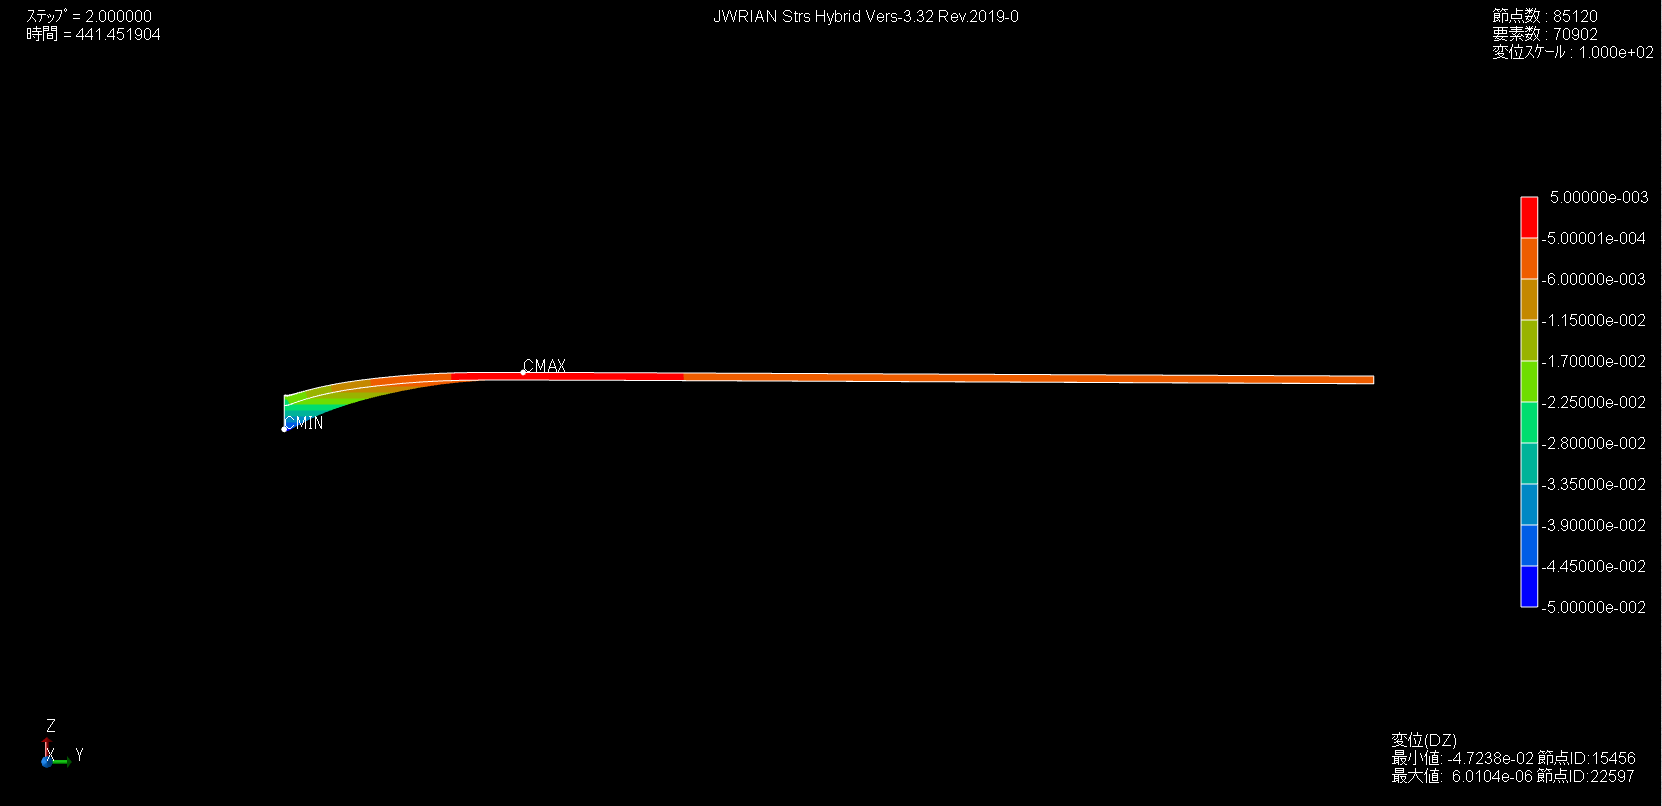 ｽﾃｯﾌﾟ = 2.000000
時間 = 441.451904
JWRIAN Strs Hybrid Vers-3.32 Rev.2019-0
節点数 : 85120
要素数 : 70902
変位ｽｹｰﾙ : 1.000e+02
5.00000e-003
-5.00001e-004
-6.00000e-003
-1.15000e-002
-1.70000e-002
-2.25000e-002
-2.80000e-002
-3.35000e-002
-3.90000e-002
-4.45000e-002
-5.00000e-002
CMAX
CMIN
Z
X
Y
変位(DZ)
最小値: -4.7238e-02 節点ID:15456
最大値: 6.0104e-06 節点ID:22597